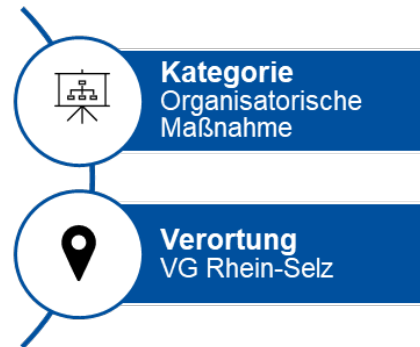 Kategorie
Organisatorische
Maßnahme
Verortung
VG Rhein-Selz